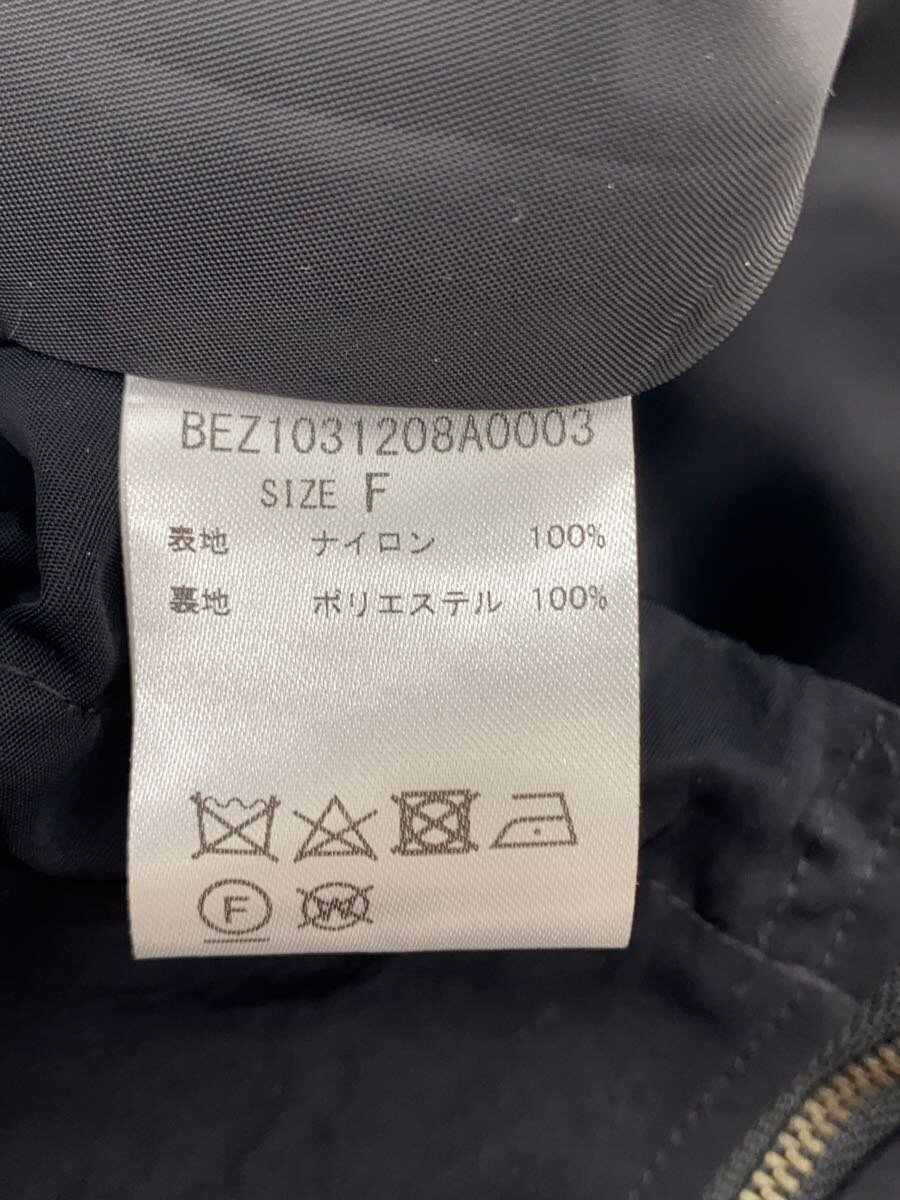 BEZ1031208A0003
SIZE F
表地 ナイロン 100%
裏地 ポリエステル 100%
F
W